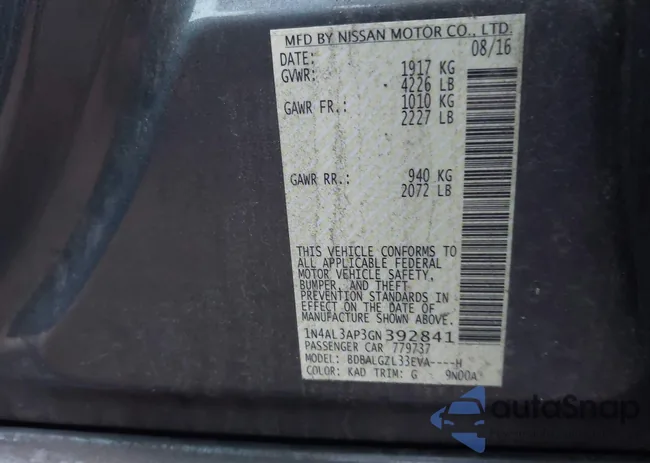 MFD BY NISSAN MOTOR CO., LTD.
DATE: 08/16
GVWR: 1917 KG
4226 LB
GAWR FR.: 1010 KG
2227 LB
GAWR RR.: 940 KG
2072 LB
THIS VEHICLE CONFORMS TO
ALL APPLICABLE FEDERAL
MOTOR VEHICLE SAFETY,
BUMPER, AND THEFT
PREVENTION STANDARDS IN
EFFECT ON THE DATE OF
MANUFACTURE SHOWN ABOVE.
1N4AL3AP3GN392841
PASSENGER CAR 779737
MODEL: BDBALGZL33EVA----H
COLOR: KAD TRIM: G 9N00A
autoSnap